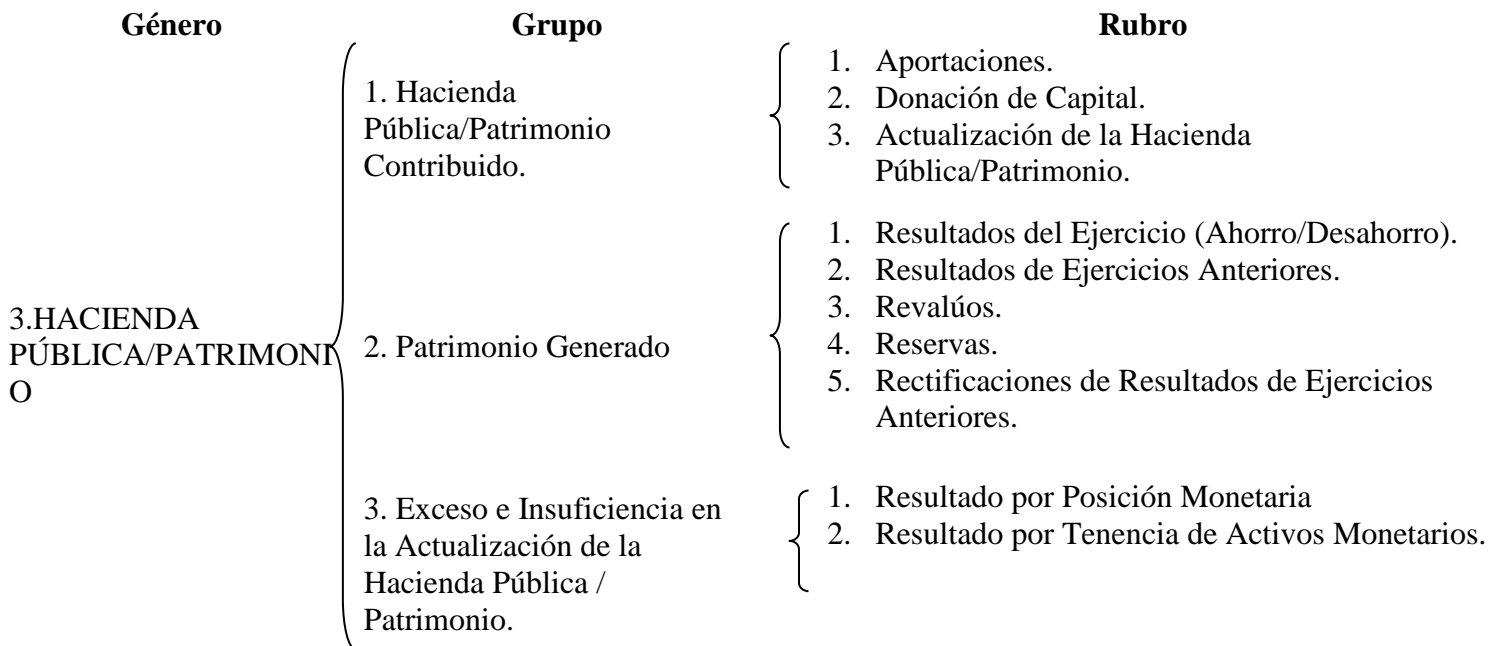 Género Grupo Rubro
1. Hacienda
Pública/Patrimonio
Contribuido.
1. Aportaciones.
2. Donación de Capital.
3. Actualización de la Hacienda
Pública/Patrimonio.
3.HACIENDA
PÚBLICA/PATRIMONI
O
2. Patrimonio Generado
1. Resultados del Ejercicio (Ahorro/Desahorro).
2. Resultados de Ejercicios Anteriores.
3. Revalúos.
4. Reservas.
5. Rectificaciones de Resultados de Ejercicios
Anteriores.
3. Exceso e Insuficiencia en
la Actualización de la
Hacienda Pública /
Patrimonio.
1. Resultado por Posición Monetaria
2. Resultado por Tenencia de Activos Monetarios.